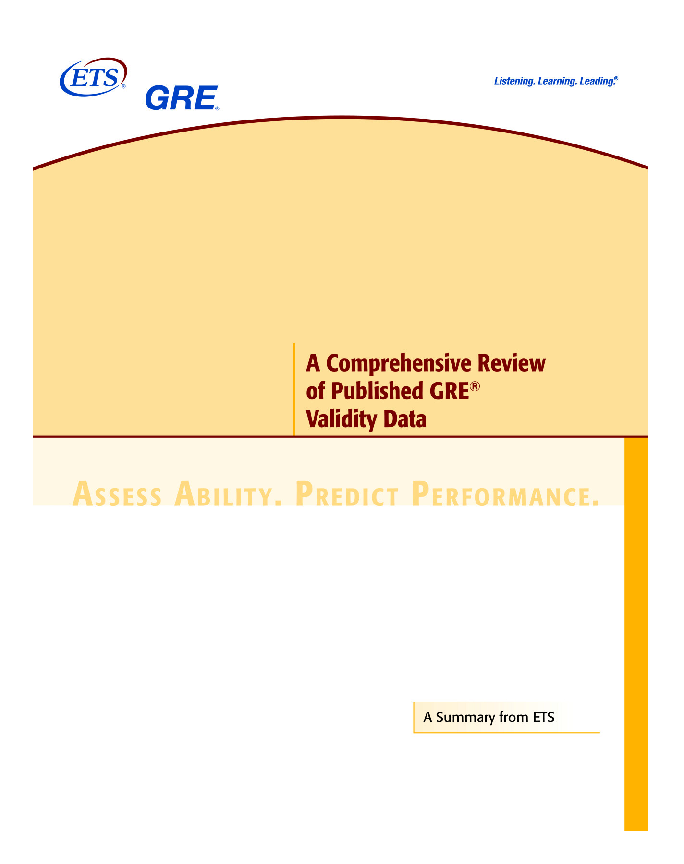 ETS®
GRE®
Listening. Learning. Leading.®
A Comprehensive Review
of Published GRE®
Validity Data
ASSESS ABILITY. PREDICT PERFORMANCE.
A Summary from ETS